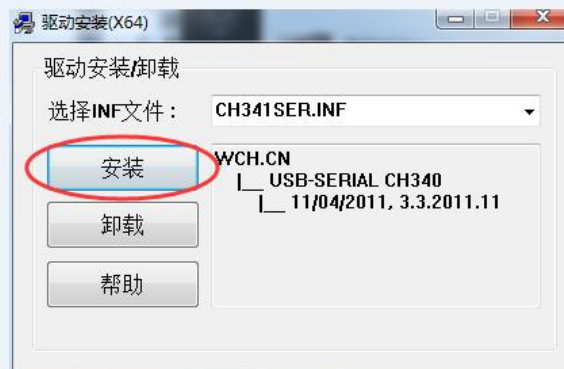 驱动安装(X64)
驱动安装/卸载
选择INF文件： CH341SER.INF
安装
WCH.CN
|__ USB-SERIAL CH340
|__ 11/04/2011, 3.3.2011.11
卸载
帮助